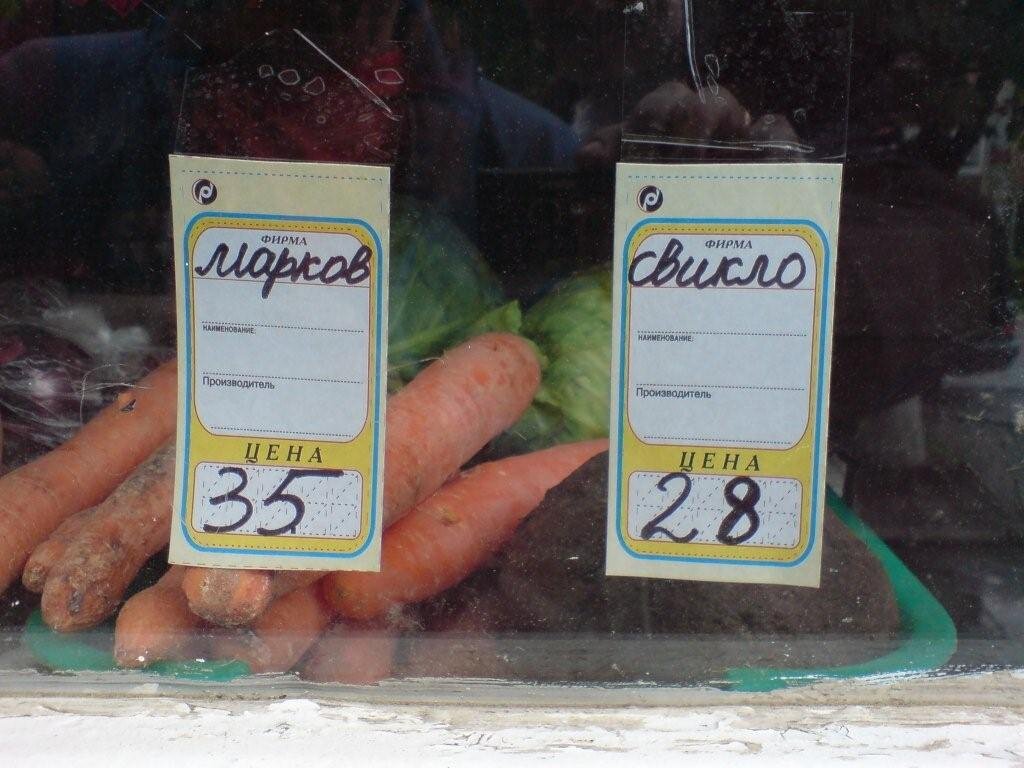 ФИРМА
марков
НАИМЕНОВАНИЕ:
Производитель
ЦЕНА
35
ФИРМА
свикло
НАИМЕНОВАНИЕ:
Производитель
ЦЕНА
28